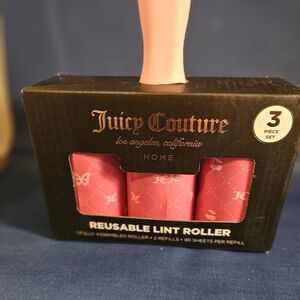 Juicy Couture
los angeles, california
HOME
3
PIECE
SET
REUSABLE LINT ROLLER
1 FULLY ASSEMBLED ROLLER • 2 REFILLS • 90 SHEETS PER REFILL